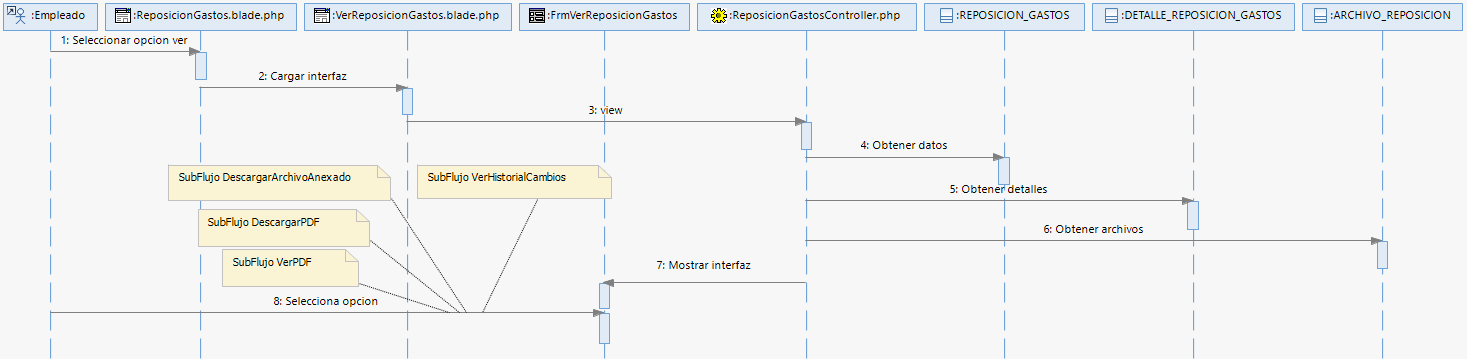 :Empleado
:ReposicionGastos.blade.php
:VerReposicionGastos.blade.php
:FrmVerReposicionGastos
:ReposicionGastosController.php
:REPOSICION_GASTOS
:DETALLE_REPOSICION_GASTOS
:ARCHIVO_REPOSICION
1: Seleccionar opcion ver
2: Cargar interfaz
3: view
4: Obtener datos
SubFlujo DescargarArchivoAnexado
SubFlujo VerHistorialCambios
5: Obtener detalles
SubFlujo DescargarPDF
6: Obtener archivos
SubFlujo VerPDF
7: Mostrar interfaz
8: Selecciona opcion